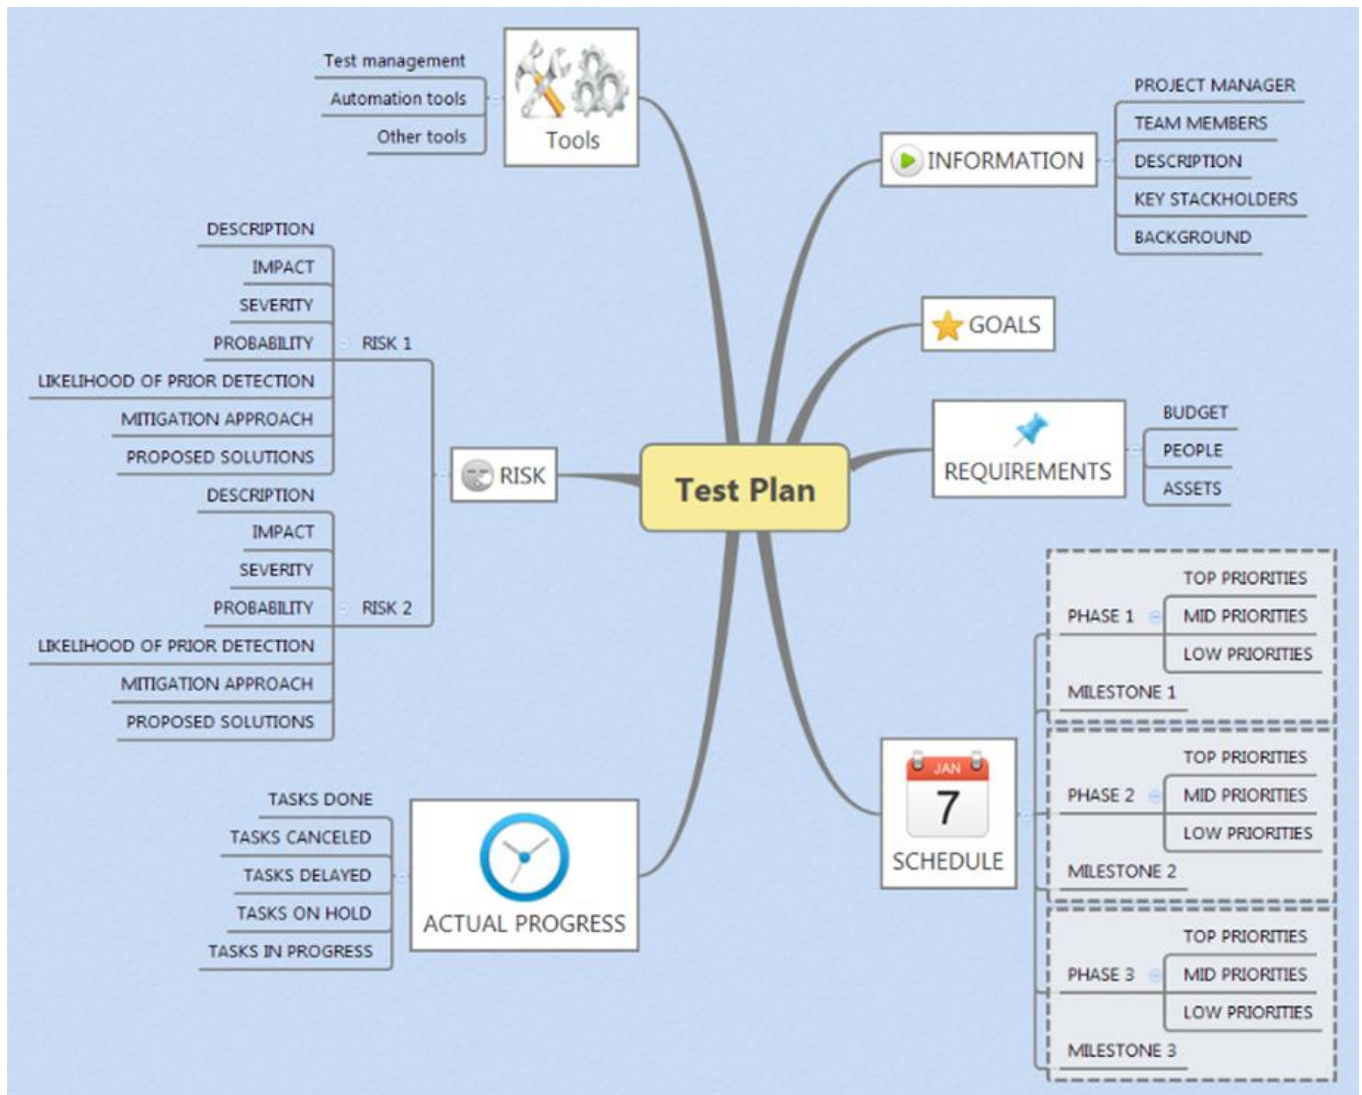 Test Plan
Tools
Test management
Automation tools
Other tools
INFORMATION
PROJECT MANAGER
TEAM MEMBERS
DESCRIPTION
KEY STACKHOLDERS
BACKGROUND
GOALS
REQUIREMENTS
BUDGET
PEOPLE
ASSETS
JAN
7
SCHEDULE
PHASE 1
TOP PRIORITIES
MID PRIORITIES
LOW PRIORITIES
MILESTONE 1
PHASE 2
TOP PRIORITIES
MID PRIORITIES
LOW PRIORITIES
MILESTONE 2
PHASE 3
TOP PRIORITIES
MID PRIORITIES
LOW PRIORITIES
MILESTONE 3
RISK
RISK 1
DESCRIPTION
IMPACT
SEVERITY
PROBABILITY
LIKELIHOOD OF PRIOR DETECTION
MITIGATION APPROACH
PROPOSED SOLUTIONS
RISK 2
DESCRIPTION
IMPACT
SEVERITY
PROBABILITY
LIKELIHOOD OF PRIOR DETECTION
MITIGATION APPROACH
PROPOSED SOLUTIONS
ACTUAL PROGRESS
TASKS DONE
TASKS CANCELED
TASKS DELAYED
TASKS ON HOLD
TASKS IN PROGRESS